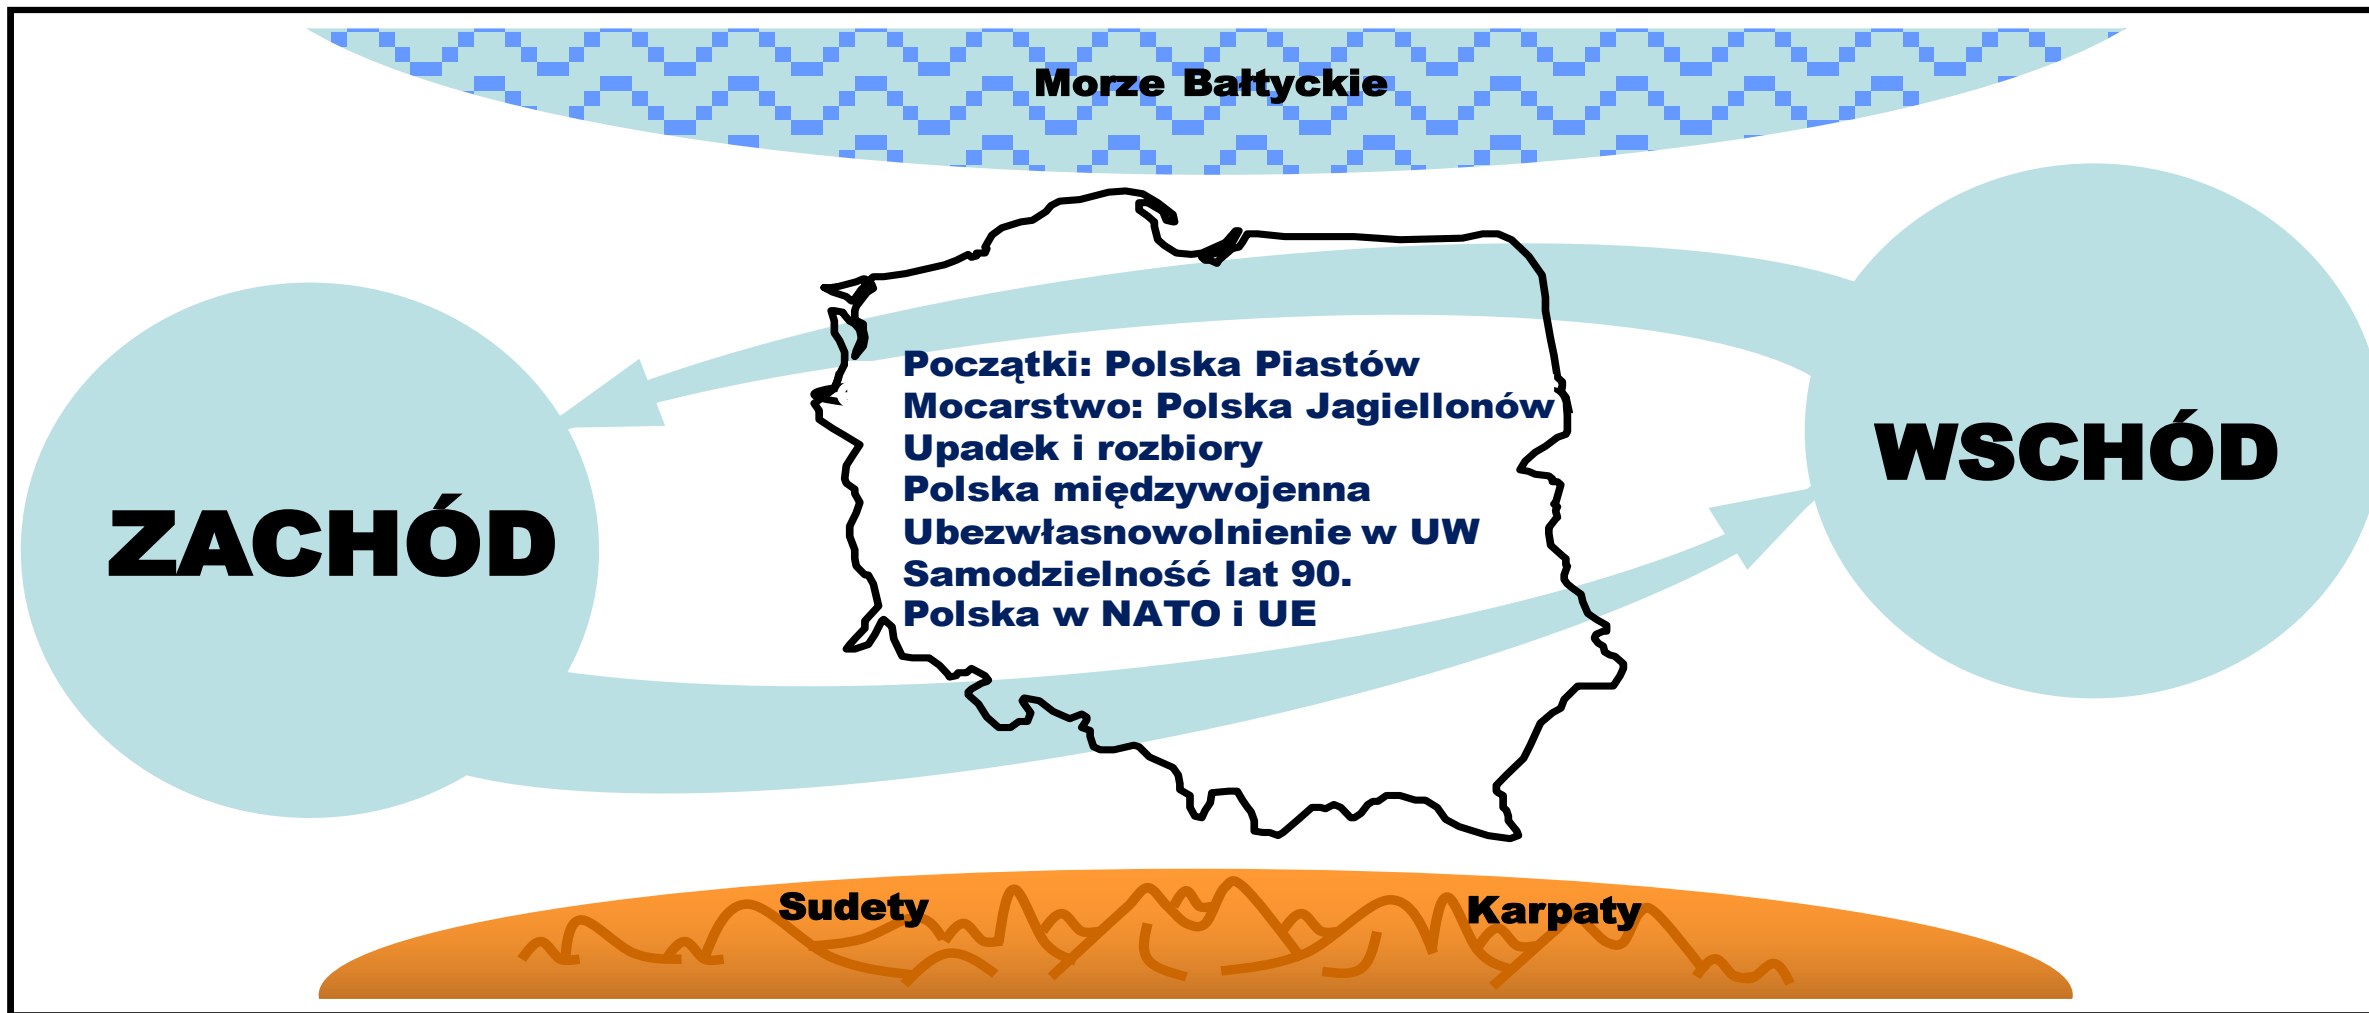 Morze Bałtyckie
Początki: Polska Piastów
Mocarstwo: Polska Jagiellonów
Upadek i rozbiory
Polska międzywojenna
Ubezwłasnowolnienie w UW
Samodzielność lat 90.
Polska w NATO i UE
ZACHÓD
WSCHÓD
Sudety
Karpaty